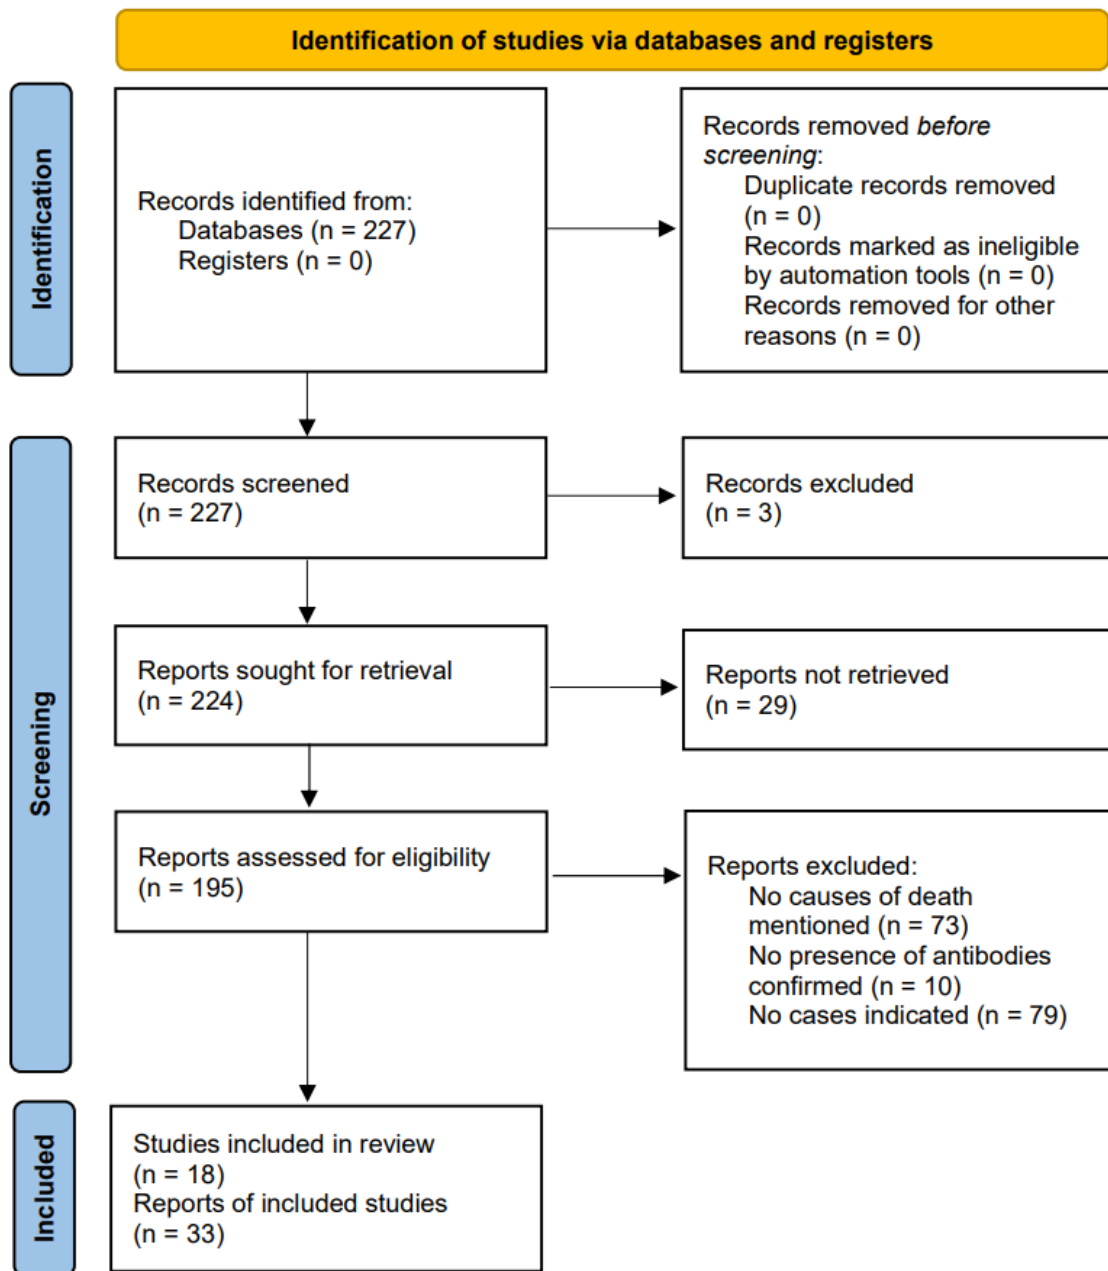 Identification of studies via databases and registers
Identification
Records identified from:
Databases (n = 227)
Registers (n = 0)
Records removed before
screening:
Duplicate records removed
(n = 0)
Records marked as ineligible
by automation tools (n = 0)
Records removed for other
reasons (n = 0)
Screening
Records screened
(n = 227)
Records excluded
(n = 3)
Reports sought for retrieval
(n = 224)
Reports not retrieved
(n = 29)
Reports assessed for eligibility
(n = 195)
Reports excluded:
No causes of death
mentioned (n = 73)
No presence of antibodies
confirmed (n = 10)
No cases indicated (n = 79)
Included
Studies included in review
(n = 18)
Reports of included studies
(n = 33)